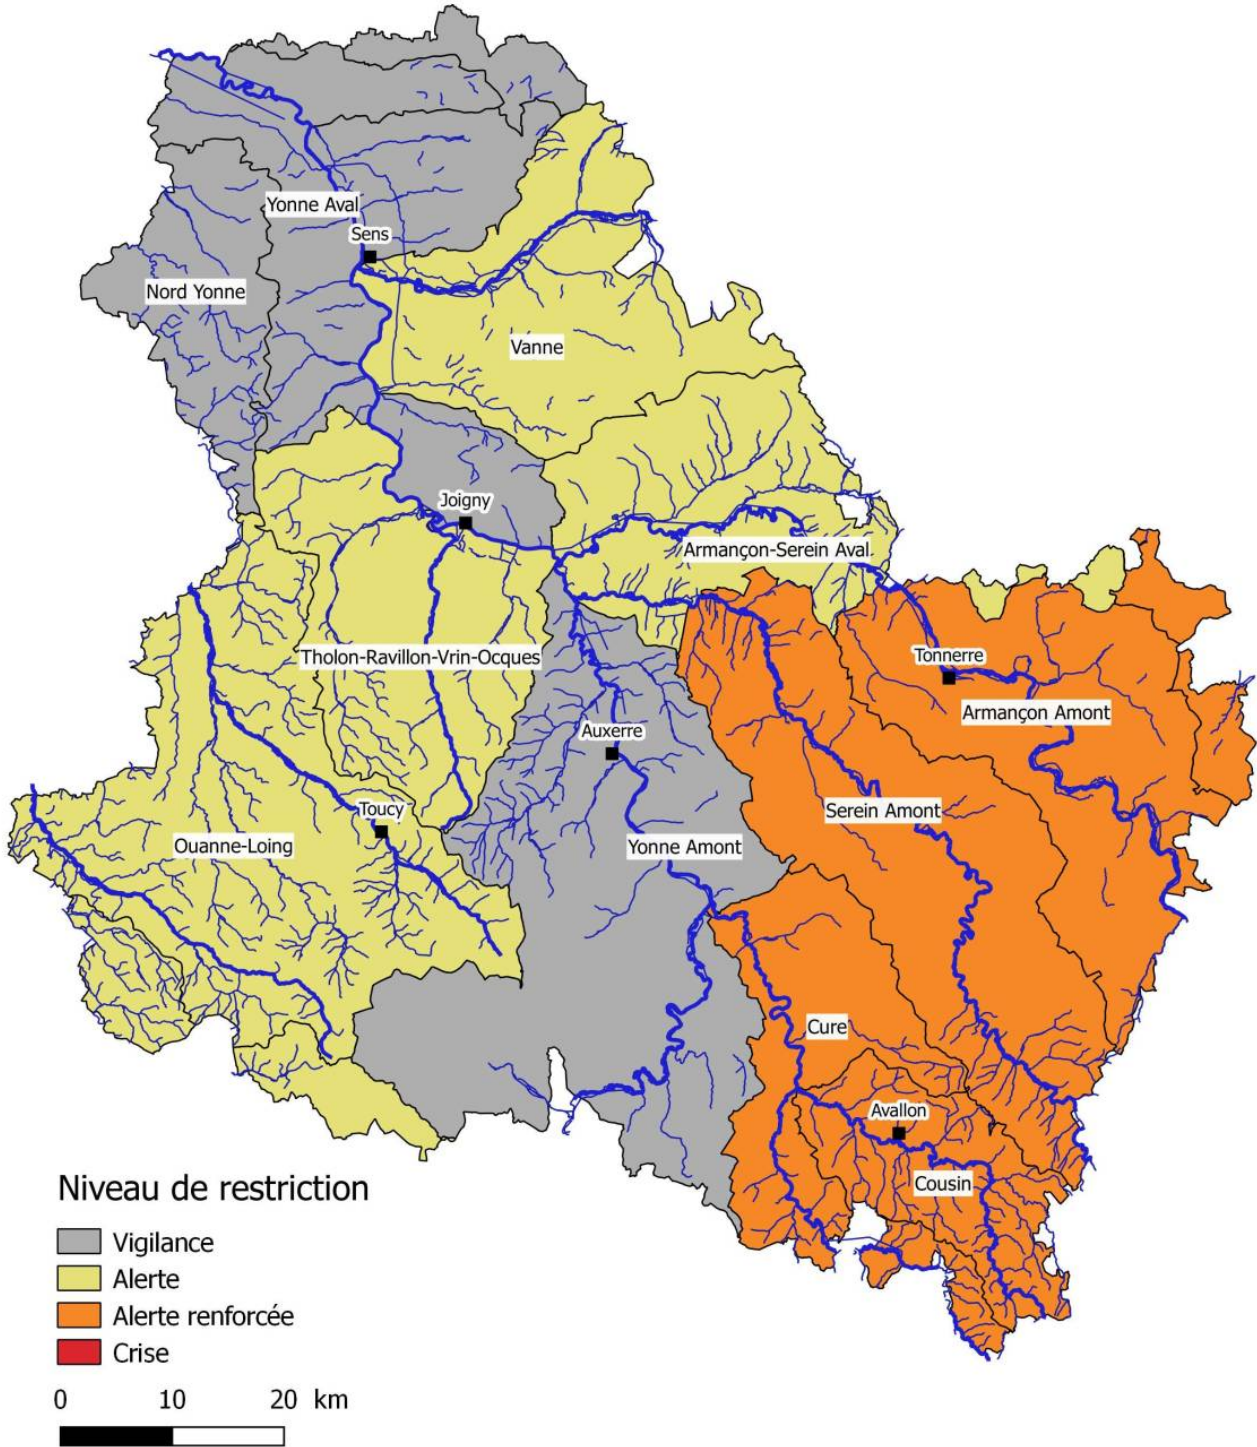 Yonne Aval
Sens
Nord Yonne
Vanne
Joigny
Armançon-Serein Aval
Tholon-Ravillon-Vrin-Ocques
Tonnerre
Armançon Amont
Auxerre
Toucy
Serein Amont
Ouanne-Loing
Yonne Amont
Cure
Avallon
Cousin
Niveau de restriction
Vigilance
Alerte
Alerte renforcée
Crise
0 10 20 km